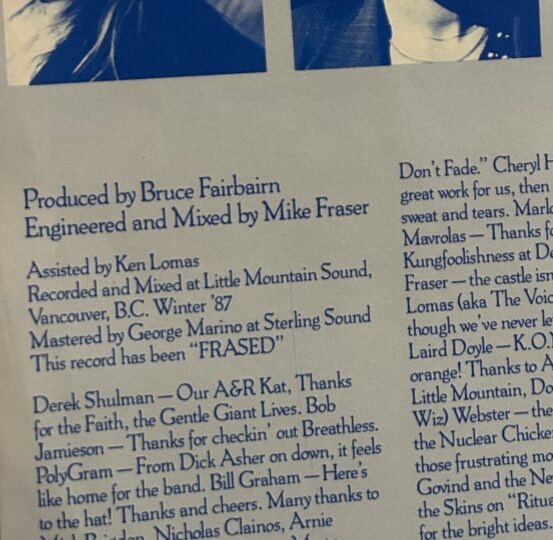 Produced by Bruce Fairbairn
Engineered and Mixed by Mike Fraser
Assisted by Ken Lomas
Recorded and Mixed at Little Mountain Sound,
Vancouver, B.C. Winter '87
Mastered by George Marino at Sterling Sound
This record has been “FRASED”
Derek Shulman — Our A&R Kat, Thanks
for the Faith, the Gentle Giant Lives. Bob
Jamieson — Thanks for checkin' out Breathless.
PolyGram — From Dick Asher on down, it feels
like home for the band. Bill Graham — Here's
to the hat! Thanks and cheers. Many thanks to
Nicholas Clainos, Arnie
Don't Fade.” Cheryl H
great work for us, then
sweat and tears. Mark
Mavrolas — Thanks fo
Kungfoolishness at De
Fraser — the castle isn
Lomas (aka The Voic
though we've never le
Laird Doyle — K.O.
orange! Thanks to A
Little Mountain, Do
Wiz) Webster — the
the Nuclear Chicke
those frustrating mo
Govind and the Ne
the Skins on “Ritua
for the bright ideas.